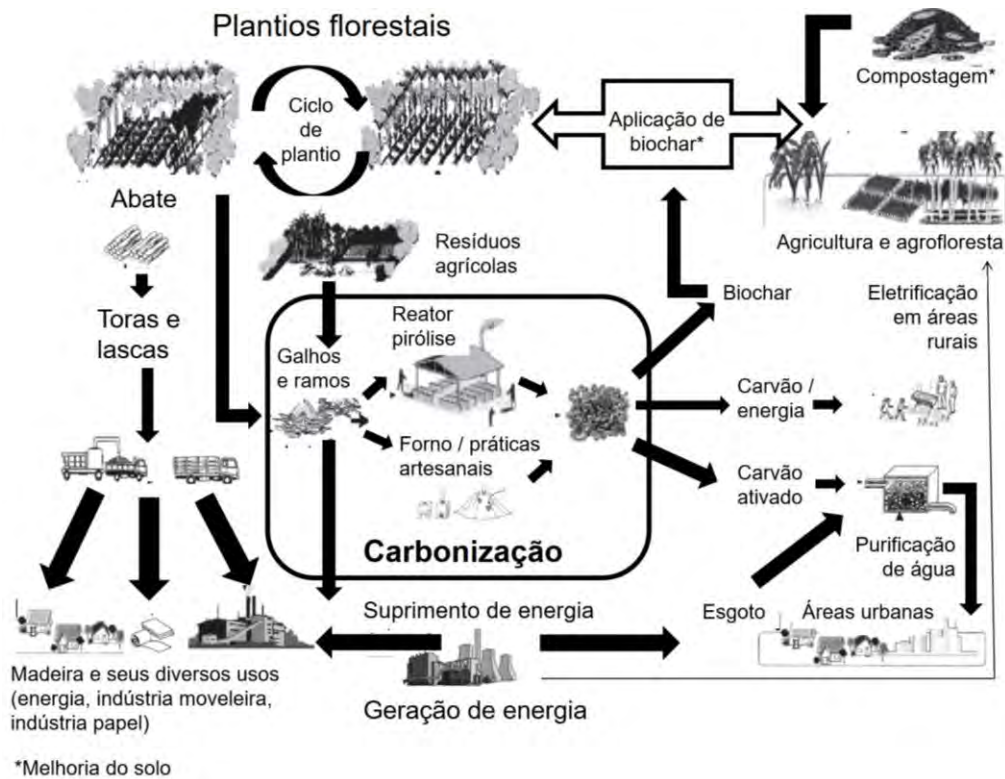 Plantios florestais
Compostagem*
Ciclo
de
plantio
Aplicação de
biochar*
Abate
Resíduos
agrícolas
Agricultura e agrofloresta
Toras e
lascas
Biochar
Eletrificação
em áreas
rurais
Reator
pirólise
Galhos
e ramos
Carvão /
energia
Forno / práticas
artesanais
Carvão
ativado
Carbonização
Purificação
de água
Suprimento de energia
Esgoto
Áreas urbanas
Madeira e seus diversos usos
(energia, indústria moveleira,
indústria papel)
Geração de energia
*Melhoria do solo